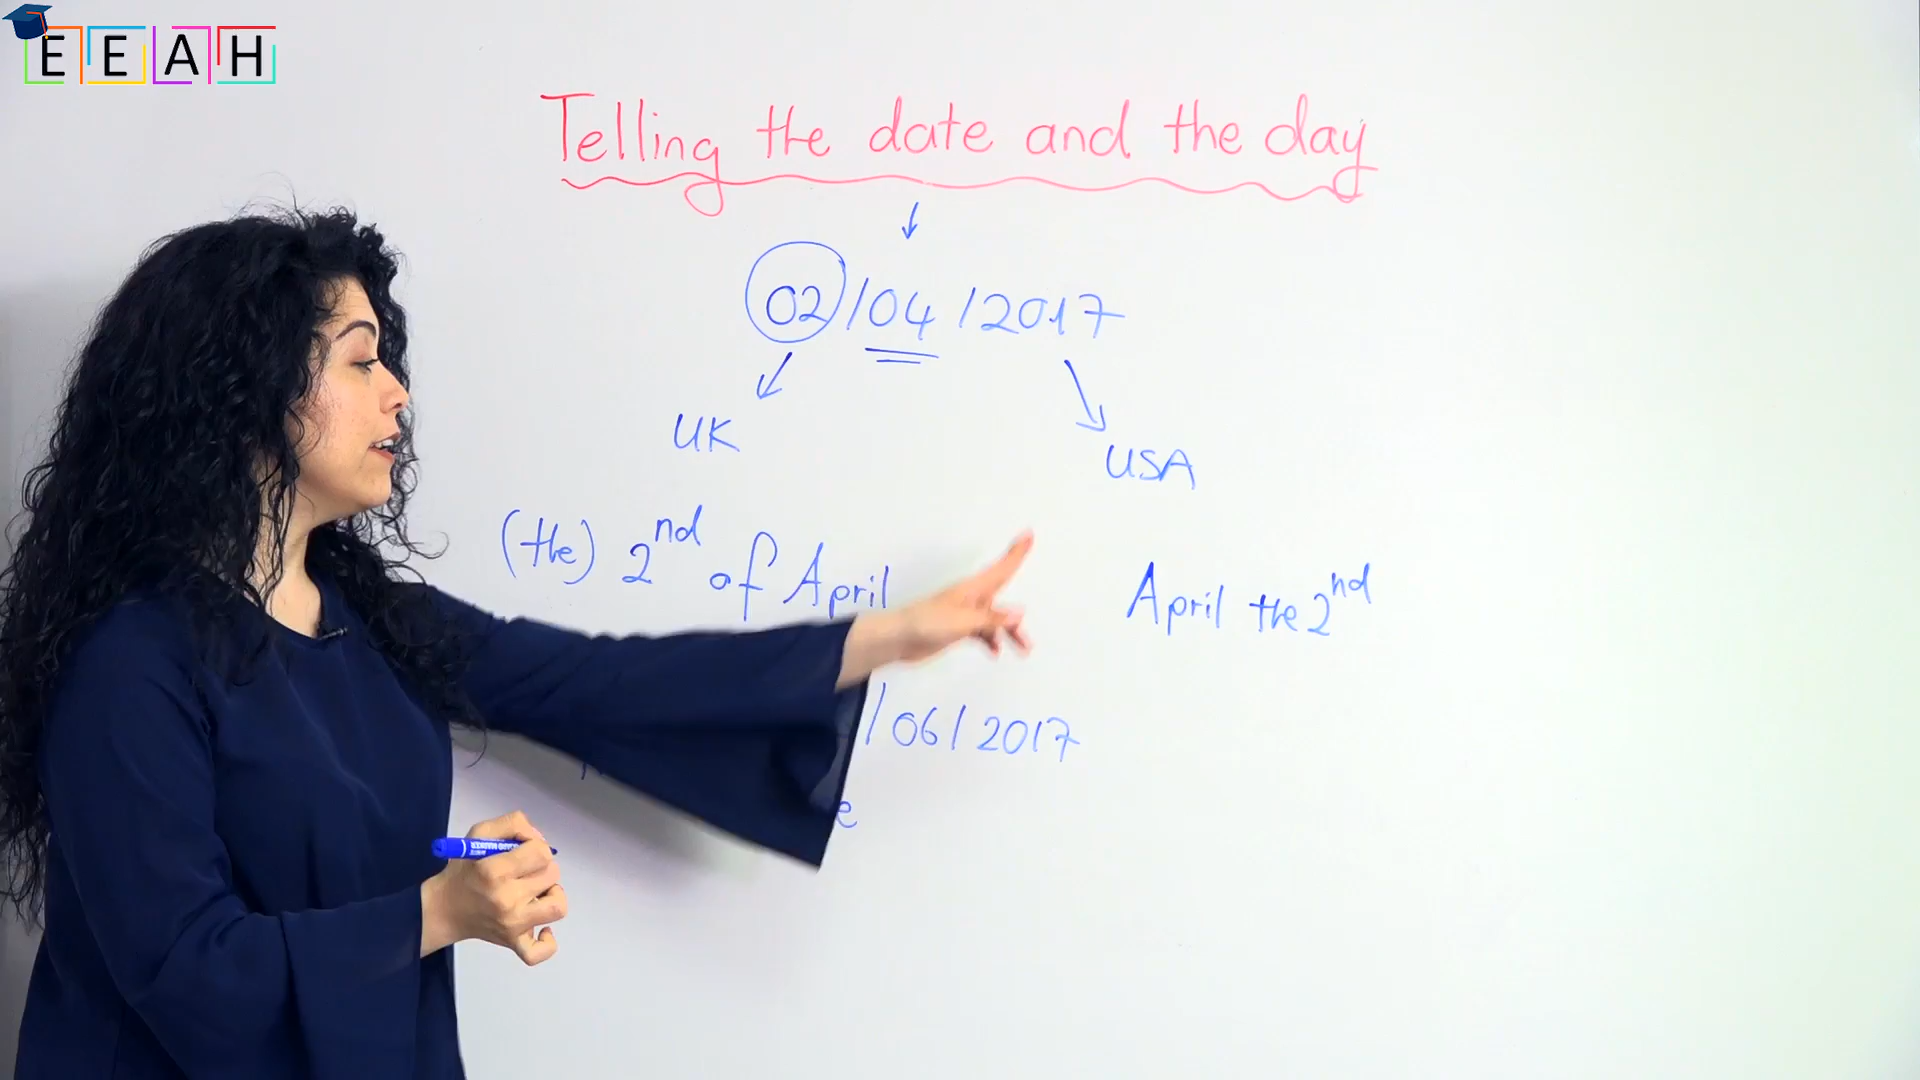 EEAH
Telling the date and the day
02/04/2017
UK
USA
(the) 2nd of April
April the 2nd
/06/2017